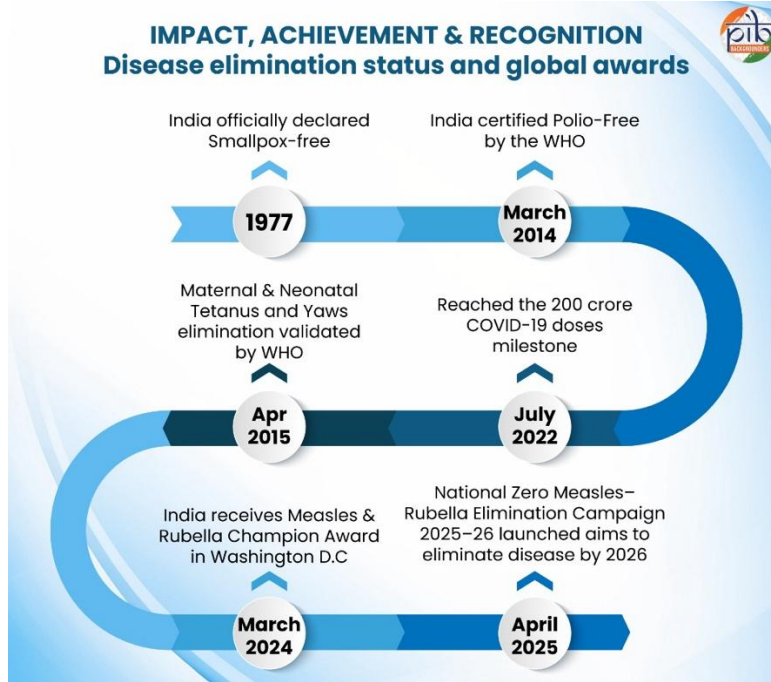 IMPACT, ACHIEVEMENT & RECOGNITION
Disease elimination status and global awards
pib
BACKGROUNDERS
India officially declared
Smallpox-free
1977
India certified Polio-Free
by the WHO
March
2014
Maternal & Neonatal
Tetanus and Yaws
elimination validated
by WHO
Apr
2015
Reached the 200 crore
COVID-19 doses
milestone
July
2022
India receives Measles &
Rubella Champion Award
in Washington D.C
March
2024
National Zero Measles–
Rubella Elimination Campaign
2025–26 launched aims to
eliminate disease by 2026
April
2025